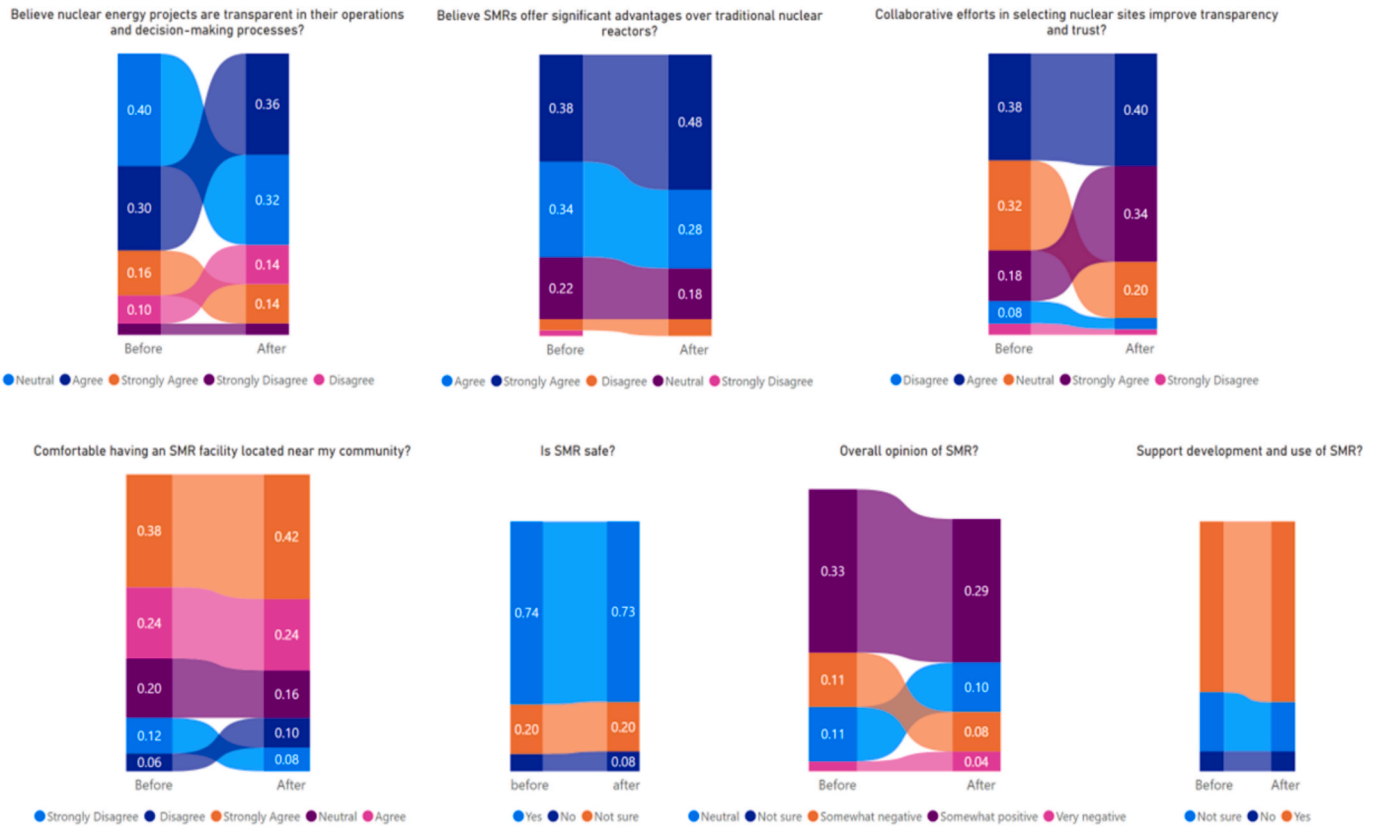 Believe nuclear energy projects are transparent in their operations
and decision-making processes?
0.40
0.30
0.16
0.10
0.36
0.32
0.14
0.14
Before After
Neutral Agree Strongly Agree Strongly Disagree Disagree
Believe SMRs offer significant advantages over traditional nuclear
reactors?
0.38
0.34
0.22
0.48
0.28
0.18
Before After
Agree Strongly Agree Disagree Neutral Strongly Disagree
Collaborative efforts in selecting nuclear sites improve transparency
and trust?
0.38
0.32
0.18
0.08
0.40
0.34
0.20
Before After
Disagree Agree Neutral Strongly Agree Strongly Disagree
Comfortable having an SMR facility located near my community?
0.38
0.24
0.20
0.12
0.06
0.42
0.24
0.16
0.10
0.08
Before After
Strongly Disagree Disagree Strongly Agree Neutral Agree
Is SMR safe?
0.74
0.20
0.73
0.20
0.08
before after
Yes No Not sure
Overall opinion of SMR?
0.33
0.11
0.11
0.29
0.10
0.08
0.04
Before After
Neutral Not sure Somewhat negative Somewhat positive Very negative
Support development and use of SMR?
Before After
Not sure No Yes